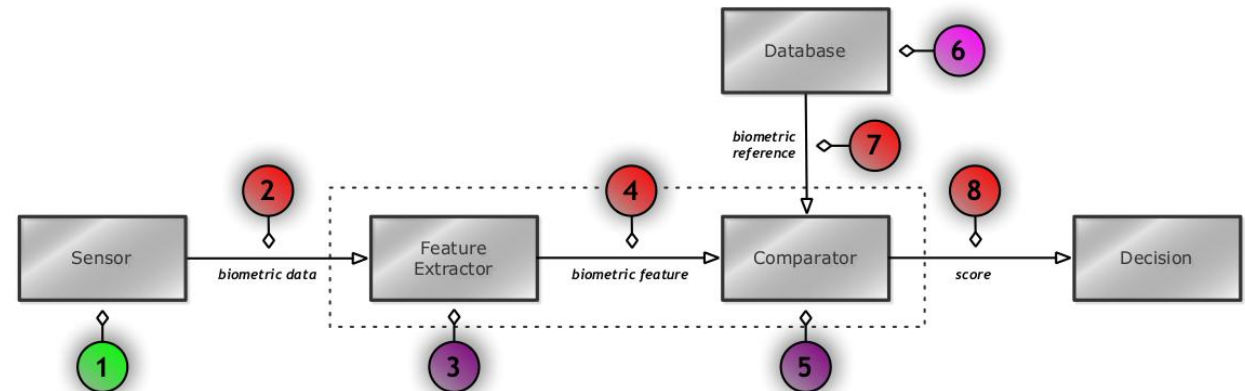 Database
6
biometric
reference
7
2
4
8
Sensor
biometric data
Feature
Extractor
biometric feature
Comparator
score
Decision
1
3
5